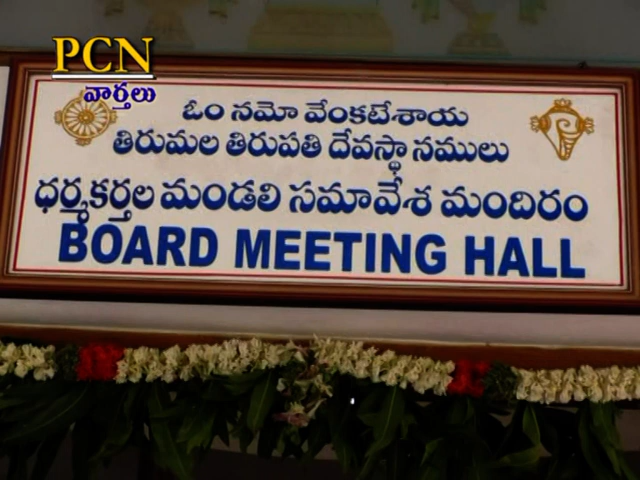 PCN
వార్తలు
ఓం నమో వేంకటేశాయ
తిరుమల తిరుపతి దేవస్థానములు
ధర్మకర్తల మండలి సమావేశ మందిరం
BOARD MEETING HALL